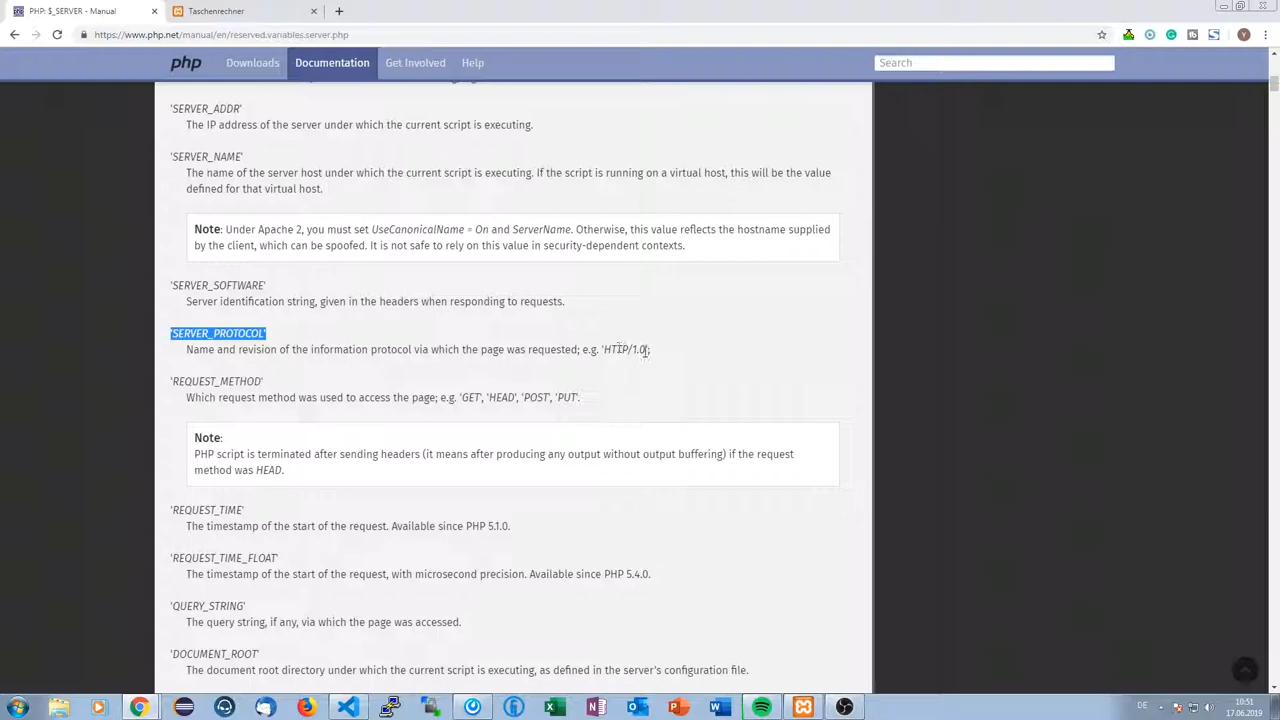 PHP: $_SERVER - Manual
Taschenrechner
https://www.php.net/manual/en/reserved.variables.server.php
php
Downloads
Documentation
Get Involved
Help
Search
'SERVER_ADDR'
The IP address of the server under which the current script is executing.
'SERVER_NAME'
The name of the server host under which the current script is executing. If the script is running on a virtual host, this will be the value
defined for that virtual host.
Note: Under Apache 2, you must set UseCanonicalName = On and ServerName. Otherwise, this value reflects the hostname supplied
by the client, which can be spoofed. It is not safe to rely on this value in security-dependent contexts.
'SERVER_SOFTWARE'
Server identification string, given in the headers when responding to requests.
'SERVER_PROTOCOL'
Name and revision of the information protocol via which the page was requested; e.g. 'HTTP/1.0';
'REQUEST_METHOD'
Which request method was used to access the page; e.g. 'GET', 'HEAD', 'POST', 'PUT'.
Note:
PHP script is terminated after sending headers (it means after producing any output without output buffering) if the request
method was HEAD.
'REQUEST_TIME'
The timestamp of the start of the request. Available since PHP 5.1.0.
'REQUEST_TIME_FLOAT'
The timestamp of the start of the request, with microsecond precision. Available since PHP 5.4.0.
'QUERY_STRING'
The query string, if any, via which the page was accessed.
'DOCUMENT_ROOT'
The document root directory under which the current script is executing, as defined in the server's configuration file.
DE
10:51
17.06.2019